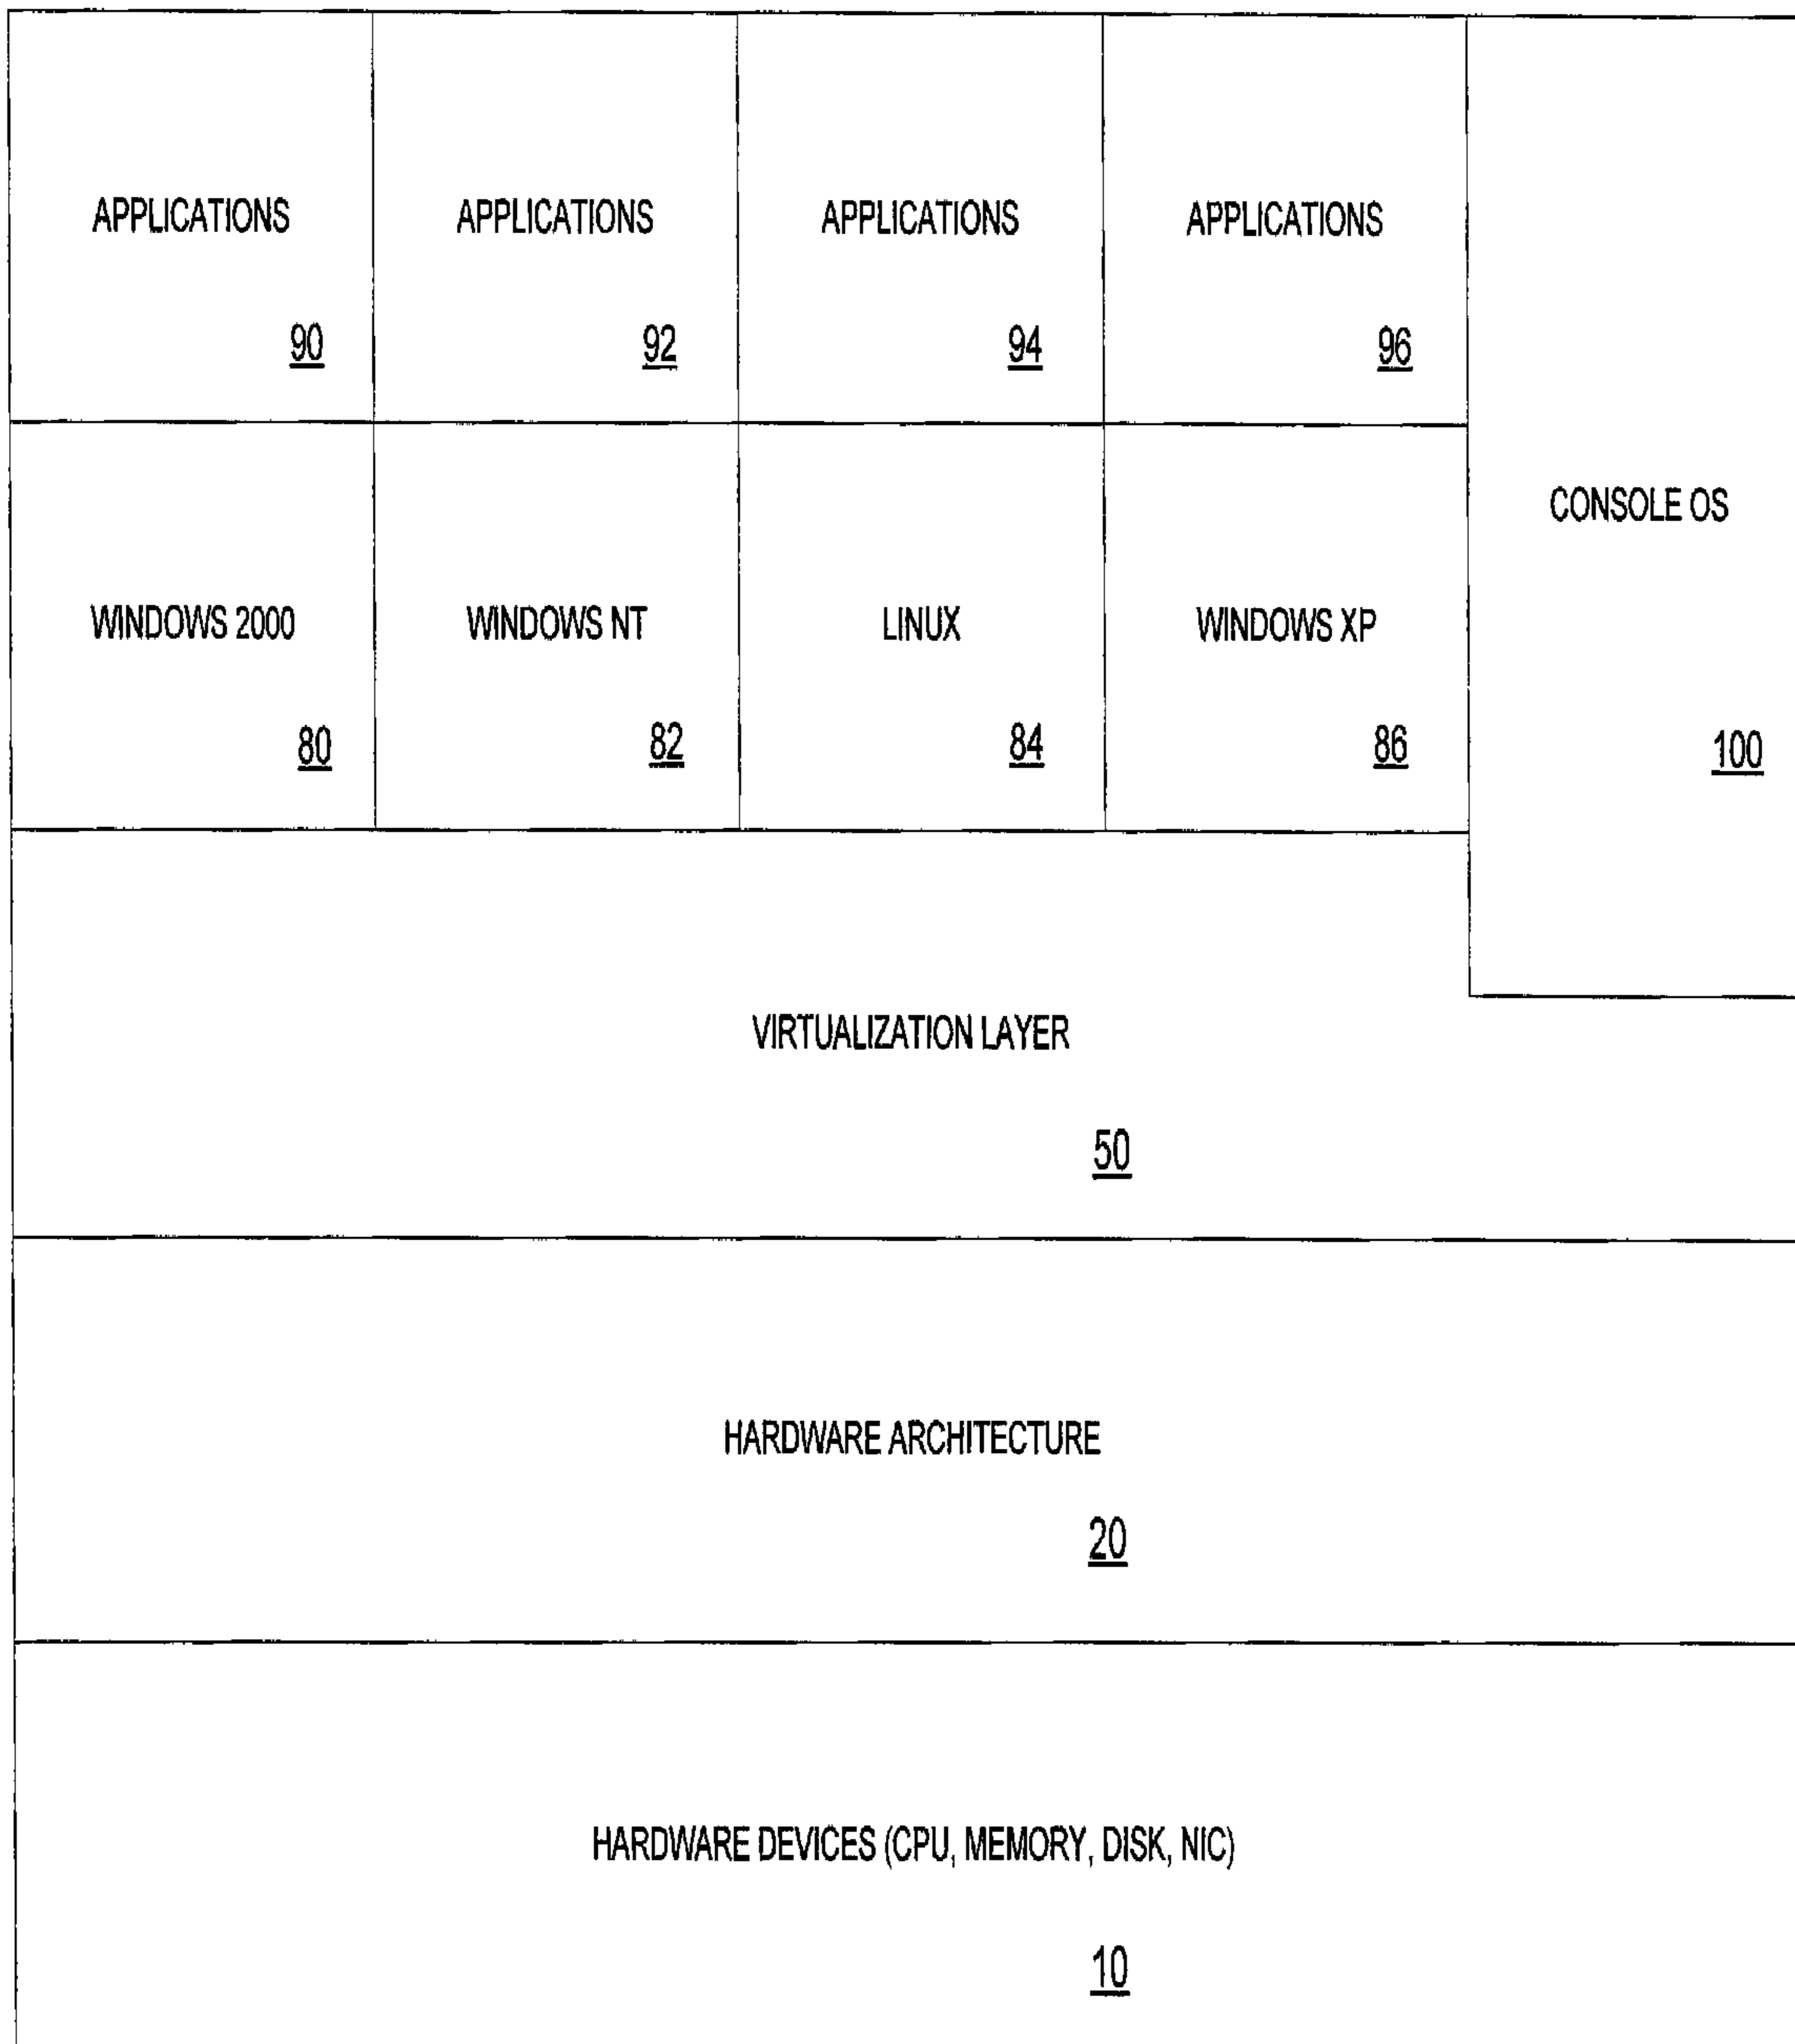 APPLICATIONS
90
APPLICATIONS
92
APPLICATIONS
94
APPLICATIONS
96
CONSOLE OS
100
WINDOWS 2000
80
WINDOWS NT
82
LINUX
84
WINDOWS XP
86
VIRTUALIZATION LAYER
50
HARDWARE ARCHITECTURE
20
HARDWARE DEVICES (CPU, MEMORY, DISK, NIC)
10